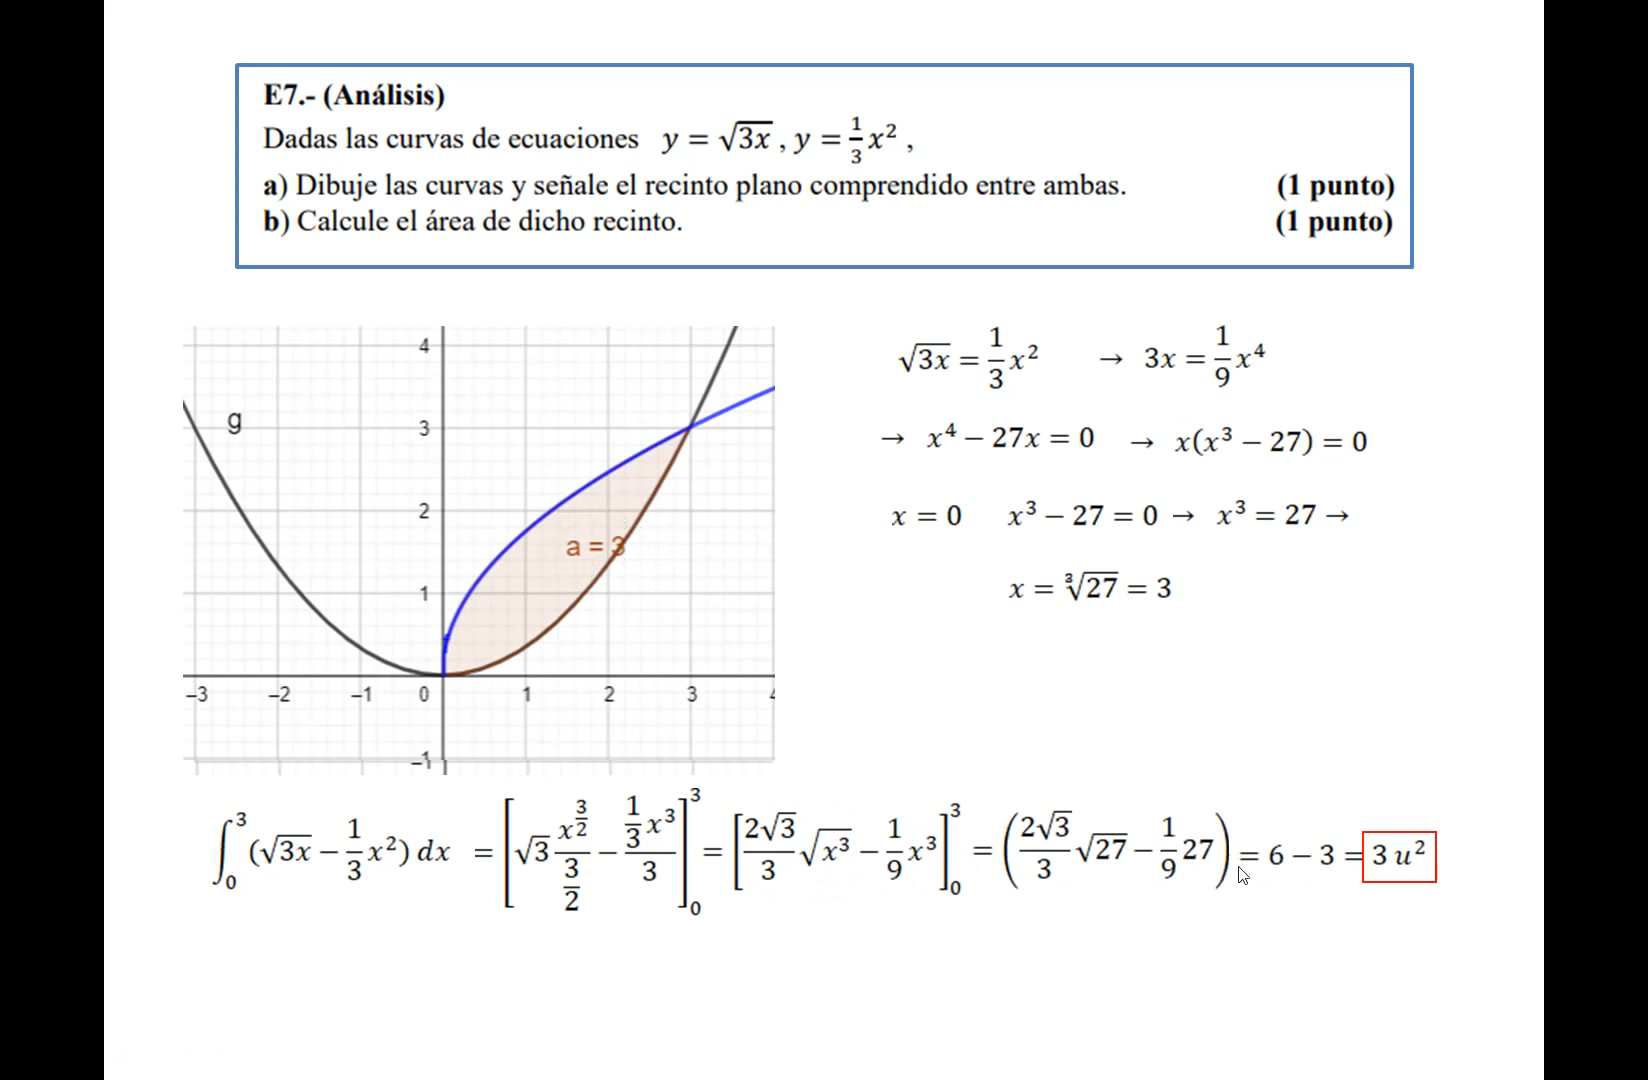 E7.- (Análisis)
Dadas las curvas de ecuaciones y = √3x , y = 1/3 x² ,
a) Dibuje las curvas y señale el recinto plano comprendido entre ambas. (1 punto)
b) Calcule el área de dicho recinto. (1 punto)
4
g
3
2
a = 3
1
−3 −2 −1 0 1 2 3 4
−1
√3x = 1/3 x² → 3x = 1/9 x⁴
→ x⁴ − 27x = 0 → x(x³ − 27) = 0
x = 0 x³ − 27 = 0 → x³ = 27 →
x = ∛27 = 3
∫₀³ (√3x − 1/3 x²) dx = [√3 x^(3/2)/(3/2) − (1/3 x³)/3]₀³ = [2√3/3 √x³ − 1/9 x³]₀³ = (2√3/3 √27 − 1/9 27) = 6 − 3 = 3 u²